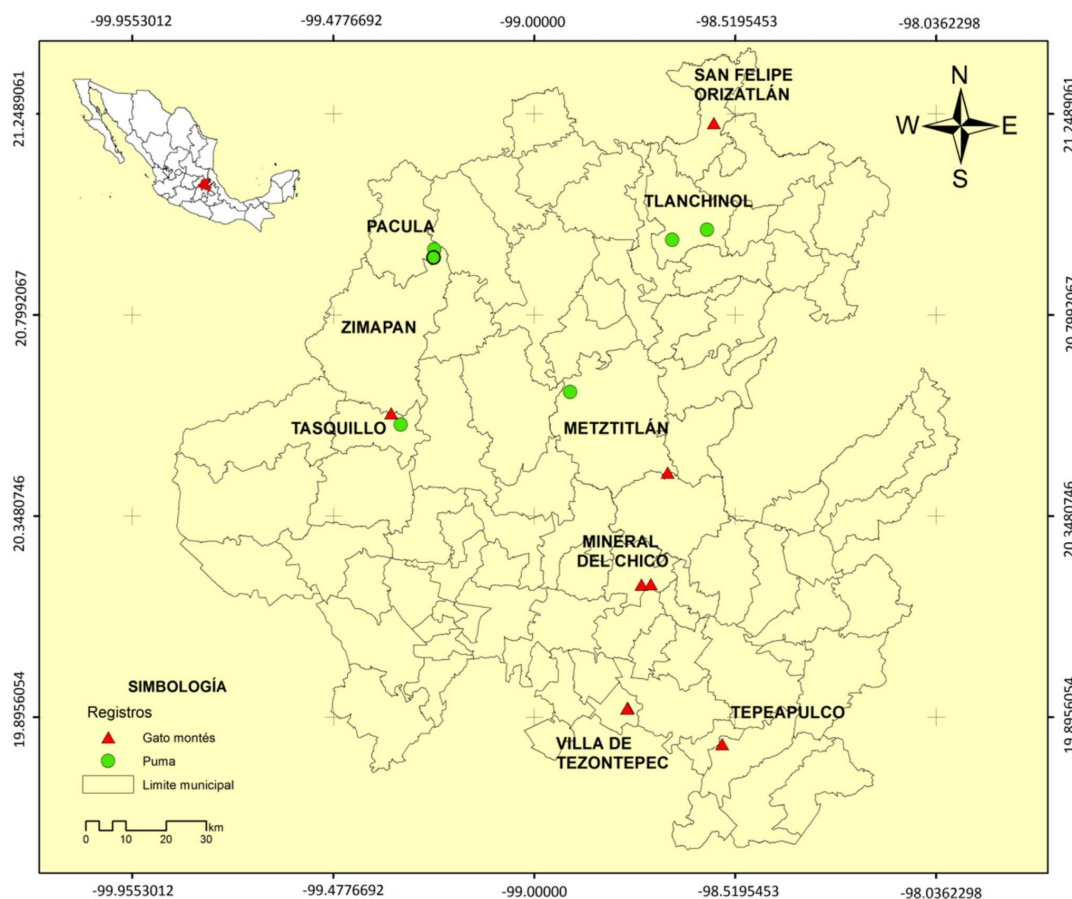 -99.9553012
-99.4776692
-99.00000
-98.5195453
-98.0362298
21.2489061
21.2489061
20.7992067
20.7992067
20.3480746
20.3480746
19.8956054
19.8956054
N
W
E
S
SAN FELIPE
ORIZATLÁN
TLANCHINOL
PACULA
ZIMAPAN
TASQUILLO
METZTITLÁN
MINERAL
DEL CHICO
TEPEAPULCO
VILLA DE
TEZONTEPEC
SIMBOLOGÍA
Registros
Gato montés
Puma
Limite municipal
km
0 10 20 30
-99.9553012
-99.4776692
-99.00000
-98.5195453
-98.0362298